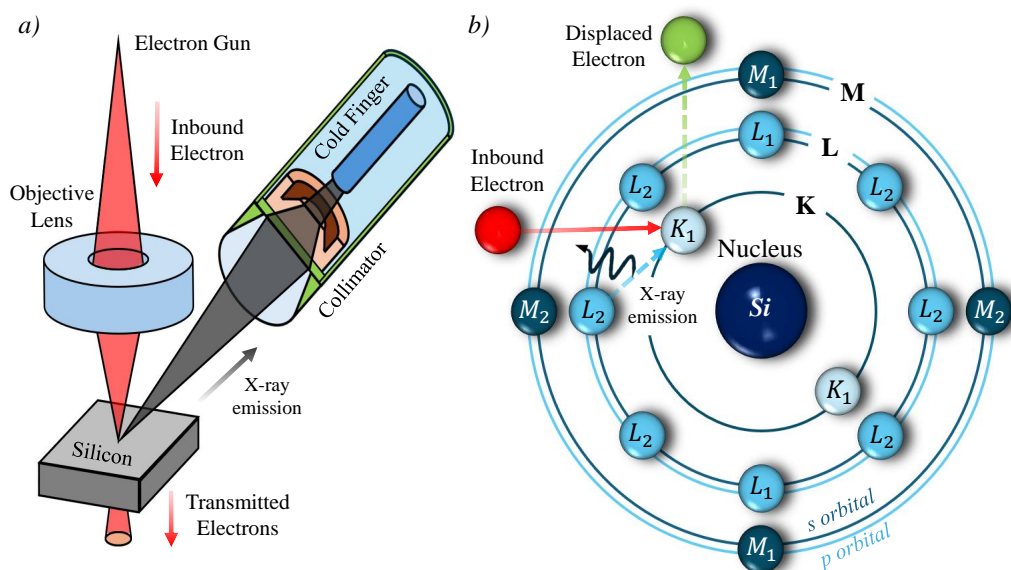 a)
Electron Gun
Inbound
Electron
Objective
Lens
Cold Finger
Collimator
X-ray
emission
Silicon
Transmitted
Electrons
b)
Displaced
Electron
M₁
M
L₁
L
Inbound
Electron
L₂
L₂
K
K₁
Nucleus
M₂
L₂
X-ray
emission
Si
L₂
M₂
K₁
L₂
L₂
L₁
s orbital
p orbital
M₁